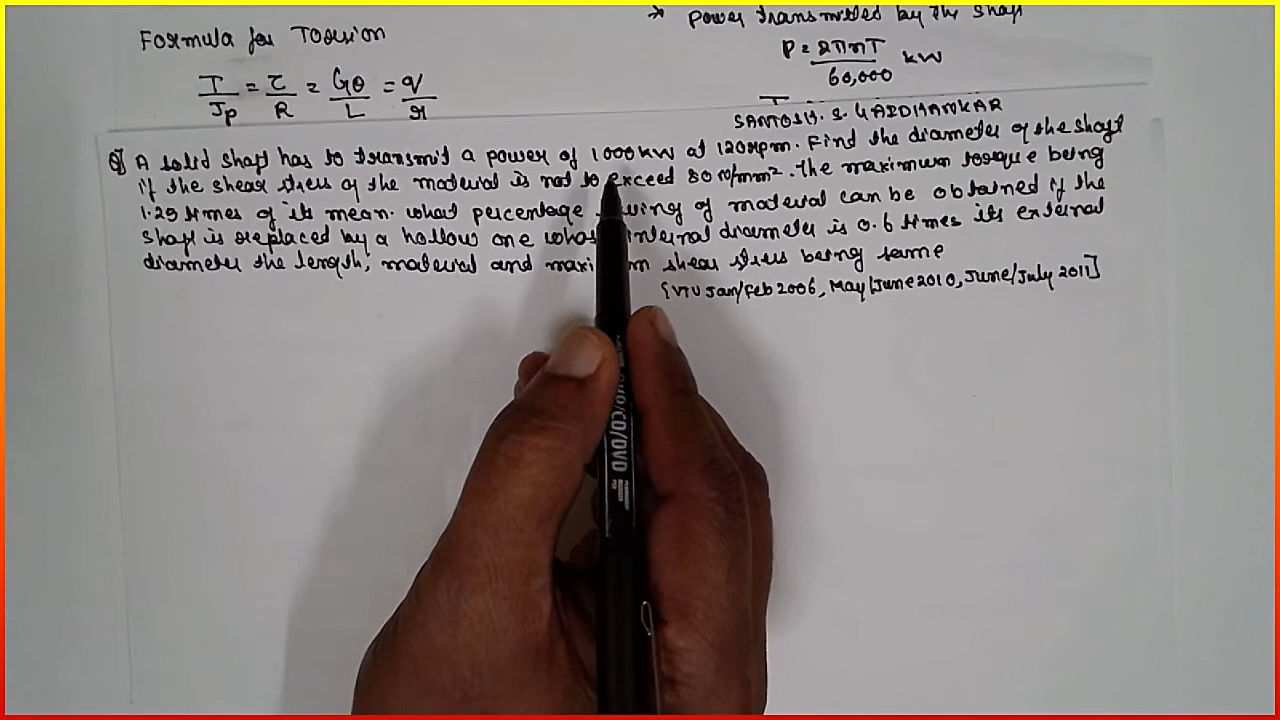 Formula for Torsion
* power transmitted by the shaft
P = 2πnT / 60,000 kW
T/Jp = τ/R = Gθ/L = q/r
SANTOSH. S.
Q] A solid shaft has to transmit a power of 1000kW at 120rpm. Find the diameter of the shaft
if the shear stress of the material is not to exceed 80 N/mm². The maximum torque being
1.25 times of its mean. what percentage of material can be obtained if the
shaft is replaced by a hollow one internal diameter is 0.6 times its external
diameter the length, material and shear stress being same
[VTU Jan/Feb 2006, May/June 2010, June/July 2011]
DVD/CD/DVD